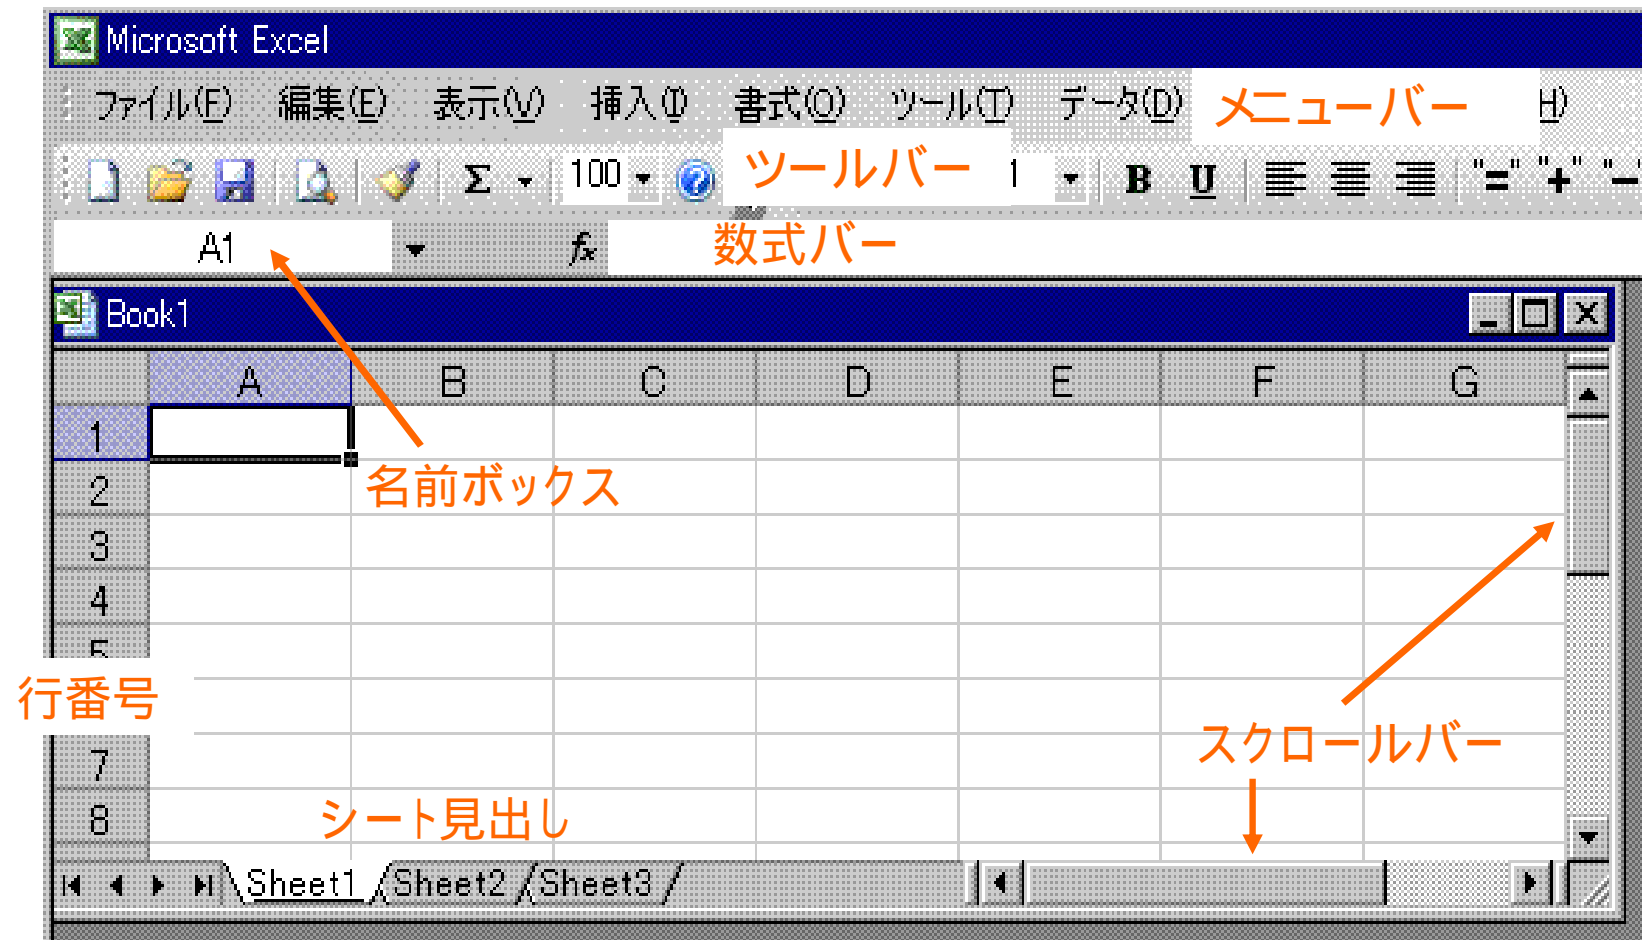 Microsoft Excel
ファイル(F) 編集(E) 表示(V) 挿入(I) 書式(O) ツール(T) データ(D) メニューバー H)
Σ 100 ツールバー 1 B U
A1 fx 数式バー
Book1
A B C D E F G
1
2 名前ボックス
3
4
行番号
スクロールバー
7
8 シート見出し
Sheet1 Sheet2 Sheet3